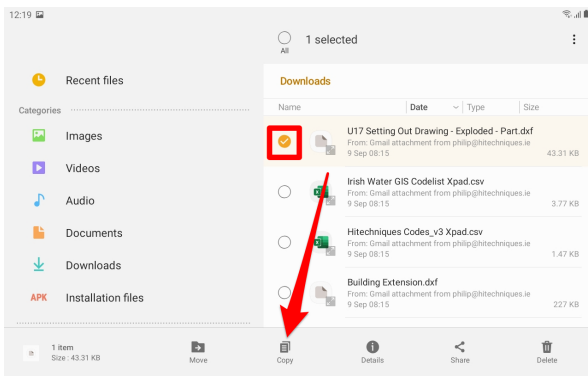 12:19
All
1 selected
Recent files
Downloads
Categories
Name
Date
Type
Size
Images
U17 Setting Out Drawing - Exploded - Part.dxf
From: Gmail attachment from philip@hitechniques.ie
9 Sep 08:15
43.31 KB
Videos
Irish Water GIS Codelist Xpad.csv
From: Gmail attachment from philip@hitechniques.ie
9 Sep 08:15
3.77 KB
Audio
Documents
Hitechniques Codes_v3 Xpad.csv
From: Gmail attachment from philip@hitechniques.ie
9 Sep 08:15
1.47 KB
Downloads
APK
Installation files
Building Extension.dxf
From: Gmail attachment from philip@hitechniques.ie
9 Sep 08:15
227 KB
1 item
Size : 43.31 KB
Move
Copy
Details
Share
Delete